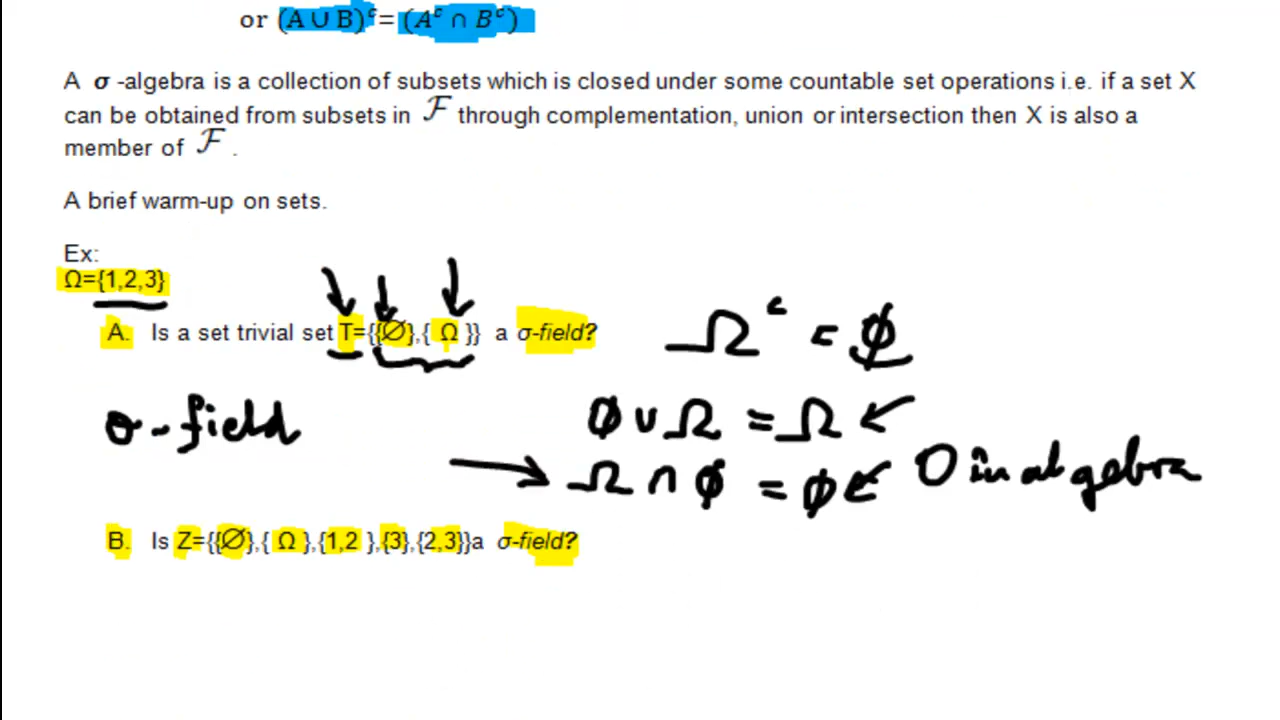 or (A ∪ B)ᶜ= (Aᶜ ∩ Bᶜ)
A σ -algebra is a collection of subsets which is closed under some countable set operations i.e. if a set X
can be obtained from subsets in ℱ through complementation, union or intersection then X is also a
member of ℱ .
A brief warm-up on sets.
Ex:
Ω={1,2,3}
A. Is a set trivial set T={{∅},{ Ω }} a σ-field?
Ωᶜ = ϕ
σ-field
ϕ ∪ Ω = Ω
Ω ∩ ϕ = ϕ
O in algebra
B. Is Z={{∅},{ Ω },{1,2 },{3},{2,3}}a σ-field?